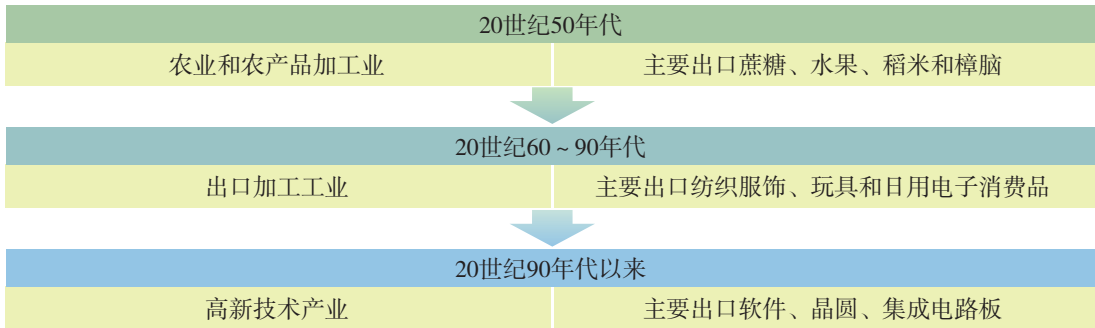 20世纪50年代
农业和农产品加工业 主要出口蔗糖、水果、稻米和樟脑
20世纪60~90年代
出口加工工业 主要出口纺织服饰、玩具和日用电子消费品
20世纪90年代以来
高新技术产业 主要出口软件、晶圆、集成电路板